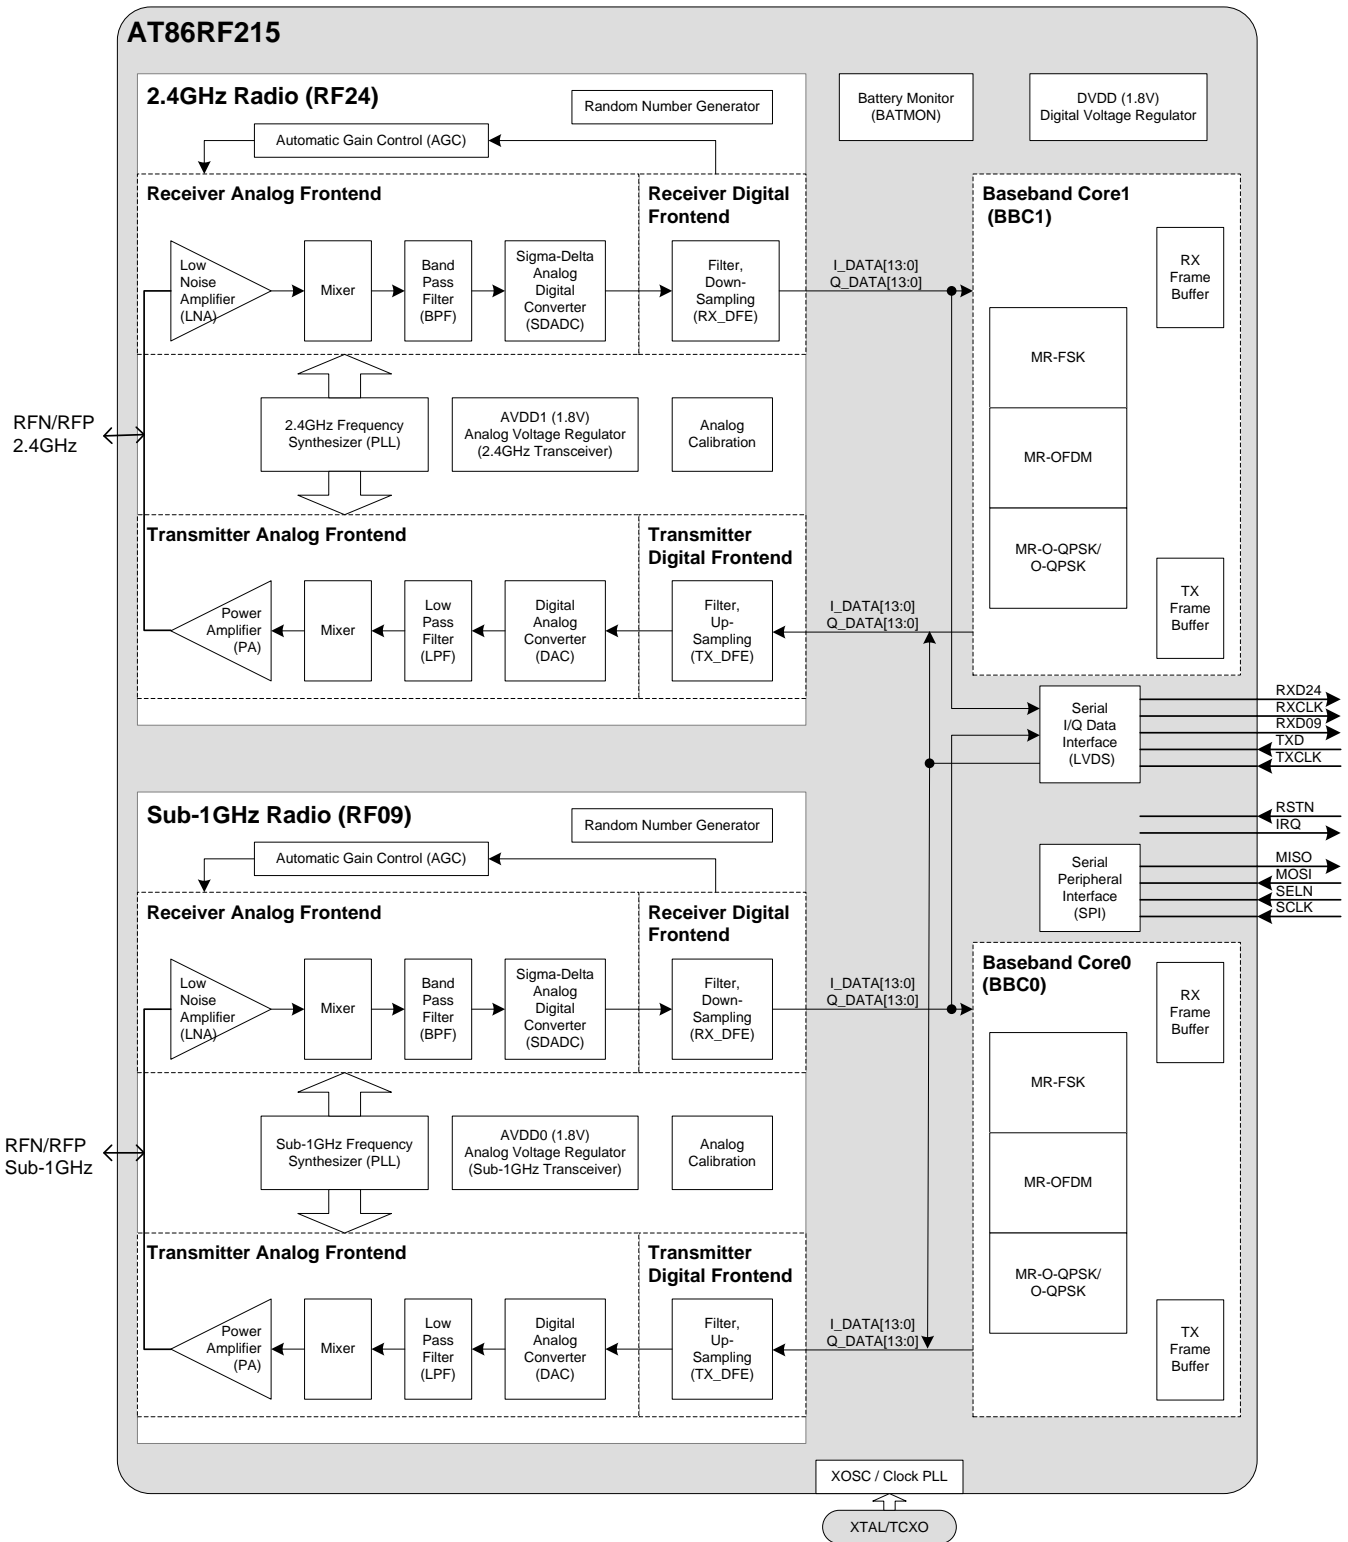 AT86RF215
2.4GHz Radio (RF24)
Random Number Generator
Automatic Gain Control (AGC)
Battery Monitor
(BATMON)
DVDD (1.8V)
Digital Voltage Regulator
Receiver Analog Frontend
Receiver Digital
Frontend
Low
Noise
Amplifier
(LNA)
Mixer
Band
Pass
Filter
(BPF)
Sigma-Delta
Analog
Digital
Converter
(SDADC)
Filter,
Down-
Sampling
(RX_DFE)
I_DATA[13:0]
Q_DATA[13:0]
Baseband Core1
(BBC1)
RX
Frame
Buffer
MR-FSK
MR-OFDM
MR-O-QPSK/
O-QPSK
TX
Frame
Buffer
RFN/RFP
2.4GHz
2.4GHz Frequency
Synthesizer (PLL)
AVDD1 (1.8V)
Analog Voltage Regulator
(2.4GHz Transceiver)
Analog
Calibration
Transmitter Analog Frontend
Transmitter
Digital Frontend
Power
Amplifier
(PA)
Mixer
Low
Pass
Filter
(LPF)
Digital
Analog
Converter
(DAC)
Filter,
Up-
Sampling
(TX_DFE)
I_DATA[13:0]
Q_DATA[13:0]
Serial
I/Q Data
Interface
(LVDS)
RXD24
RXCLK
RXD09
TXD
TXCLK
RSTN
IRQ
Serial
Peripheral
Interface
(SPI)
MISO
MOSI
SELN
SCLK
Sub-1GHz Radio (RF09)
Random Number Generator
Automatic Gain Control (AGC)
Receiver Analog Frontend
Receiver Digital
Frontend
Low
Noise
Amplifier
(LNA)
Mixer
Band
Pass
Filter
(BPF)
Sigma-Delta
Analog
Digital
Converter
(SDADC)
Filter,
Down-
Sampling
(RX_DFE)
I_DATA[13:0]
Q_DATA[13:0]
Baseband Core0
(BBC0)
RX
Frame
Buffer
MR-FSK
MR-OFDM
MR-O-QPSK/
O-QPSK
TX
Frame
Buffer
RFN/RFP
Sub-1GHz
Sub-1GHz Frequency
Synthesizer (PLL)
AVDD0 (1.8V)
Analog Voltage Regulator
(Sub-1GHz Transceiver)
Analog
Calibration
Transmitter Analog Frontend
Transmitter
Digital Frontend
Power
Amplifier
(PA)
Mixer
Low
Pass
Filter
(LPF)
Digital
Analog
Converter
(DAC)
Filter,
Up-
Sampling
(TX_DFE)
I_DATA[13:0]
Q_DATA[13:0]
XOSC / Clock PLL
XTAL/TCXO